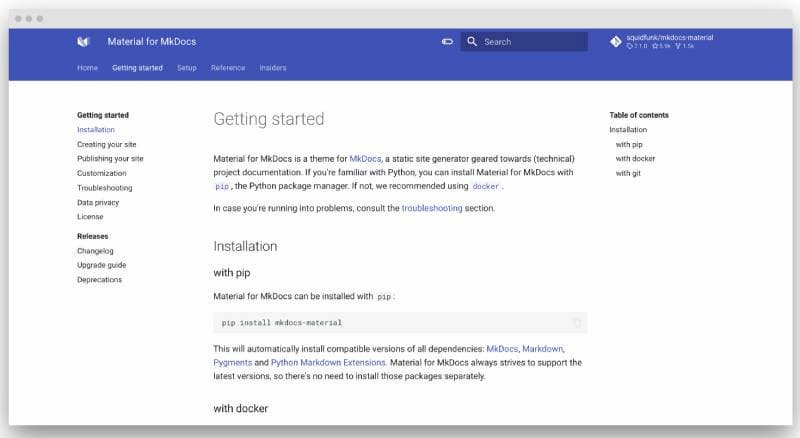 Material for MkDocs
Search
squidfunk/mkdocs-material
7.1.0 5.9k 1.5k
Home Getting started Setup Reference Insiders
Getting started
Installation
Creating your site
Publishing your site
Customization
Troubleshooting
Data privacy
License
Releases
Changelog
Upgrade guide
Deprecations
Getting started
Material for MkDocs is a theme for MkDocs, a static site generator geared towards (technical)
project documentation. If you're familiar with Python, you can install Material for MkDocs with
pip, the Python package manager. If not, we recommended using docker.
In case you're running into problems, consult the troubleshooting section.
Installation
with pip
Material for MkDocs can be installed with pip:
pip install mkdocs-material
This will automatically install compatible versions of all dependencies: MkDocs, Markdown,
Pygments and Python Markdown Extensions. Material for MkDocs always strives to support the
latest versions, so there's no need to install those packages separately.
with docker
Table of contents
Installation
with pip
with docker
with git